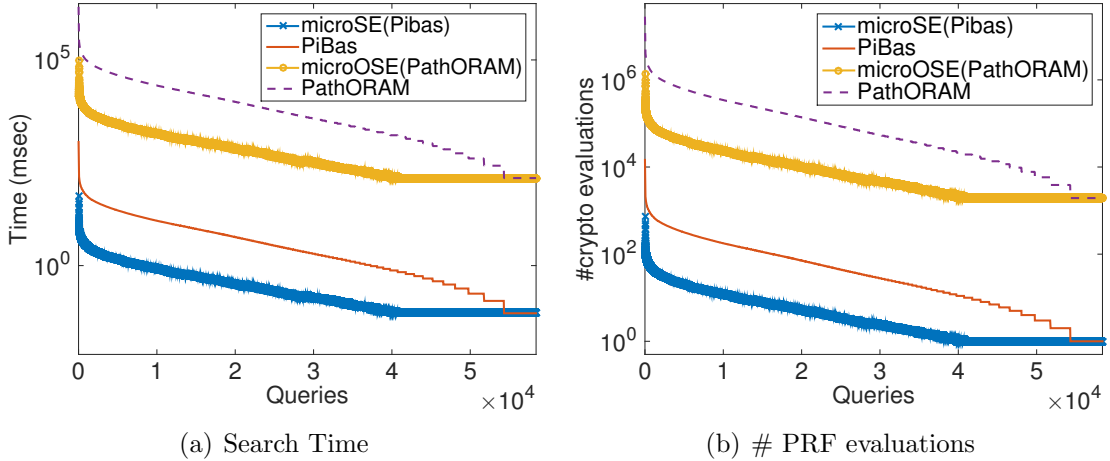 microSE(Pibas)
PiBas
microOSE(PathORAM)
PathORAM
Time (msec)
10^5
10^0
0 1 2 3 4 5
Queries
×10^4
(a) Search Time
microSE(Pibas)
PiBas
microOSE(PathORAM)
PathORAM
#crypto evaluations
10^6
10^4
10^2
10^0
0 1 2 3 4 5
Queries
×10^4
(b) # PRF evaluations